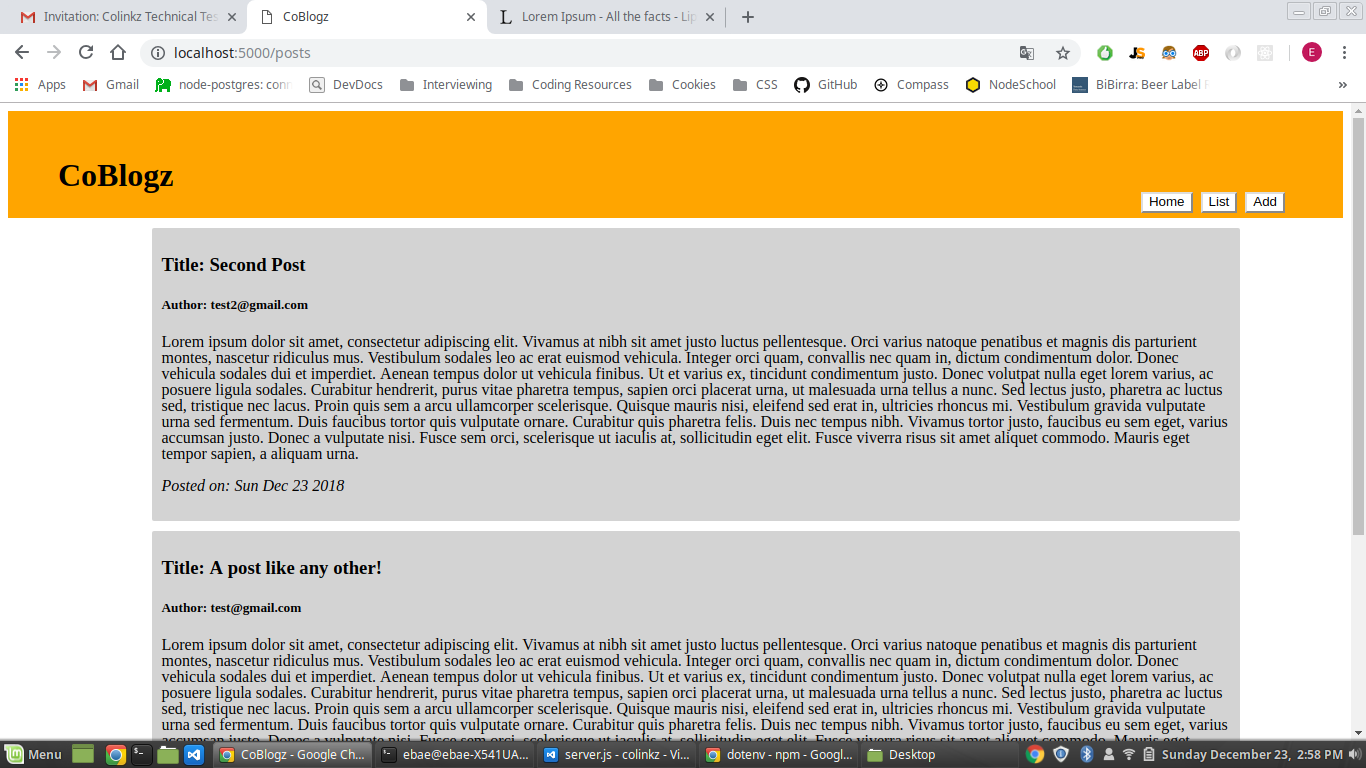 Invitation: Colinkz Technical Tes
CoBlogz
Lorem Ipsum - All the facts - Lip
localhost:5000/posts
ABP
E
Apps
Gmail
node-postgres: conn
DevDocs
Interviewing
Coding Resources
Cookies
CSS
GitHub
Compass
NodeSchool
BiBirra: Beer Label R
CoBlogz
Home
List
Add
Title: Second Post
Author: test2@gmail.com
Lorem ipsum dolor sit amet, consectetur adipiscing elit. Vivamus at nibh sit amet justo luctus pellentesque. Orci varius natoque penatibus et magnis dis parturient
montes, nascetur ridiculus mus. Vestibulum sodales leo ac erat euismod vehicula. Integer orci quam, convallis nec quam in, dictum condimentum dolor. Donec
vehicula sodales dui et imperdiet. Aenean tempus dolor ut vehicula finibus. Ut et varius ex, tincidunt condimentum justo. Donec volutpat nulla eget lorem varius, ac
posuere ligula sodales. Curabitur hendrerit, purus vitae pharetra tempus, sapien orci placerat urna, ut malesuada urna tellus a nunc. Sed lectus justo, pharetra ac luctus
sed, tristique nec lacus. Proin quis sem a arcu ullamcorper scelerisque. Quisque mauris nisi, eleifend sed erat in, ultricies rhoncus mi. Vestibulum gravida vulputate
urna sed fermentum. Duis faucibus tortor quis vulputate ornare. Curabitur quis pharetra felis. Duis nec tempus nibh. Vivamus tortor justo, faucibus eu sem eget, varius
accumsan justo. Donec a vulputate nisi. Fusce sem orci, scelerisque ut iaculis at, sollicitudin eget elit. Fusce viverra risus sit amet aliquet commodo. Mauris eget
tempor sapien, a aliquam urna.
Posted on: Sun Dec 23 2018
Title: A post like any other!
Author: test@gmail.com
Lorem ipsum dolor sit amet, consectetur adipiscing elit. Vivamus at nibh sit amet justo luctus pellentesque. Orci varius natoque penatibus et magnis dis parturient
montes, nascetur ridiculus mus. Vestibulum sodales leo ac erat euismod vehicula. Integer orci quam, convallis nec quam in, dictum condimentum dolor. Donec
vehicula sodales dui et imperdiet. Aenean tempus dolor ut vehicula finibus. Ut et varius ex, tincidunt condimentum justo. Donec volutpat nulla eget lorem varius, ac
posuere ligula sodales. Curabitur hendrerit, purus vitae pharetra tempus, sapien orci placerat urna, ut malesuada urna tellus a nunc. Sed lectus justo, pharetra ac luctus
sed, tristique nec lacus. Proin quis sem a arcu ullamcorper scelerisque. Quisque mauris nisi, eleifend sed erat in, ultricies rhoncus mi. Vestibulum gravida vulputate
urna sed fermentum. Duis faucibus tortor quis vulputate ornare. Curabitur quis pharetra felis. Duis nec tempus nibh. Vivamus tortor justo, faucibus eu sem eget, varius
Menu
CoBlogz - Google Ch...
ebae@ebae-X541UA...
server.js - colinkz - Vi...
dotenv - npm - Googl...
Desktop
Sunday December 23, 2:58 PM